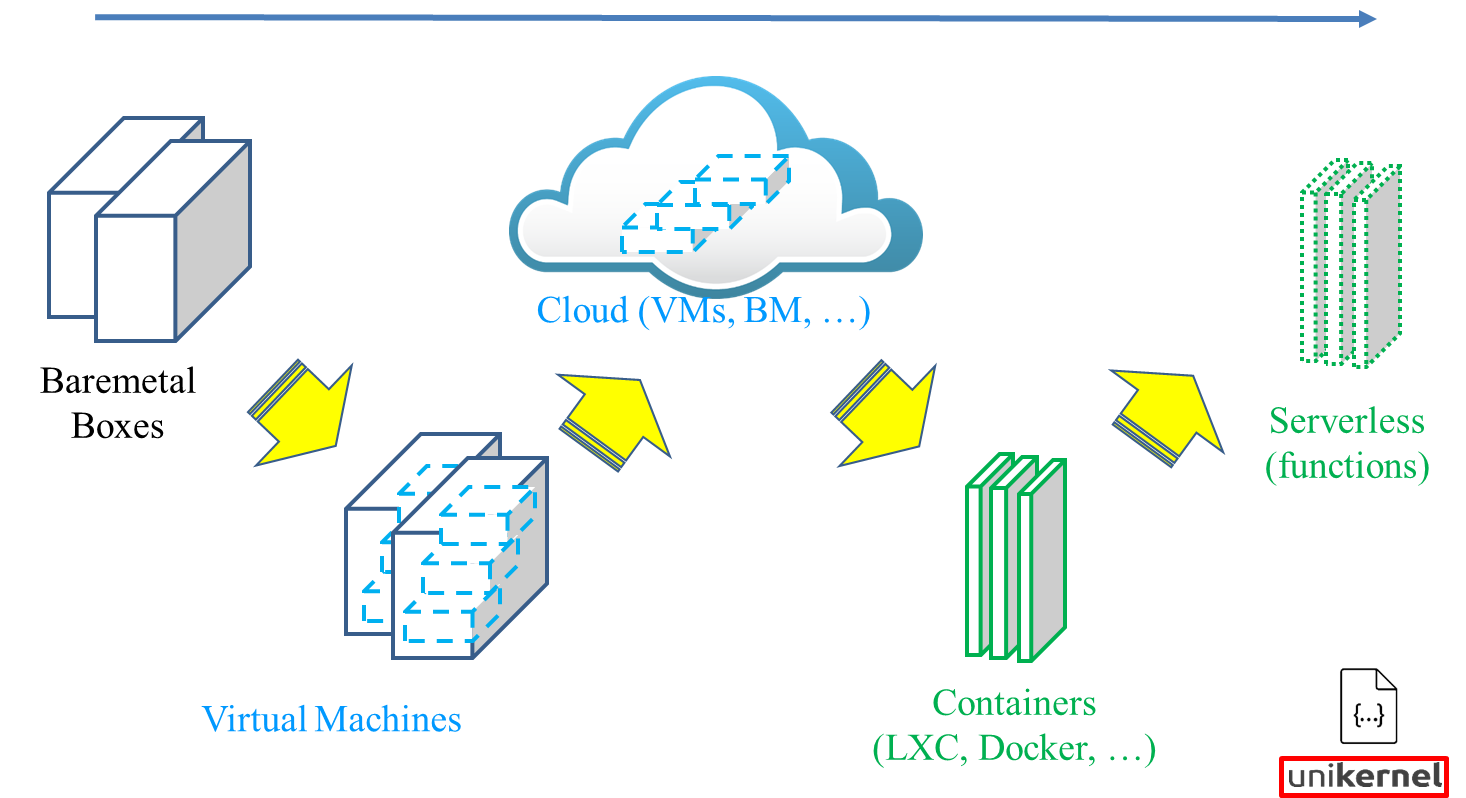 Cloud (VMs, BM, …)
Baremetal
Boxes
Serverless
(functions)
Virtual Machines
Containers
(LXC, Docker, …)
{...}
unikernel